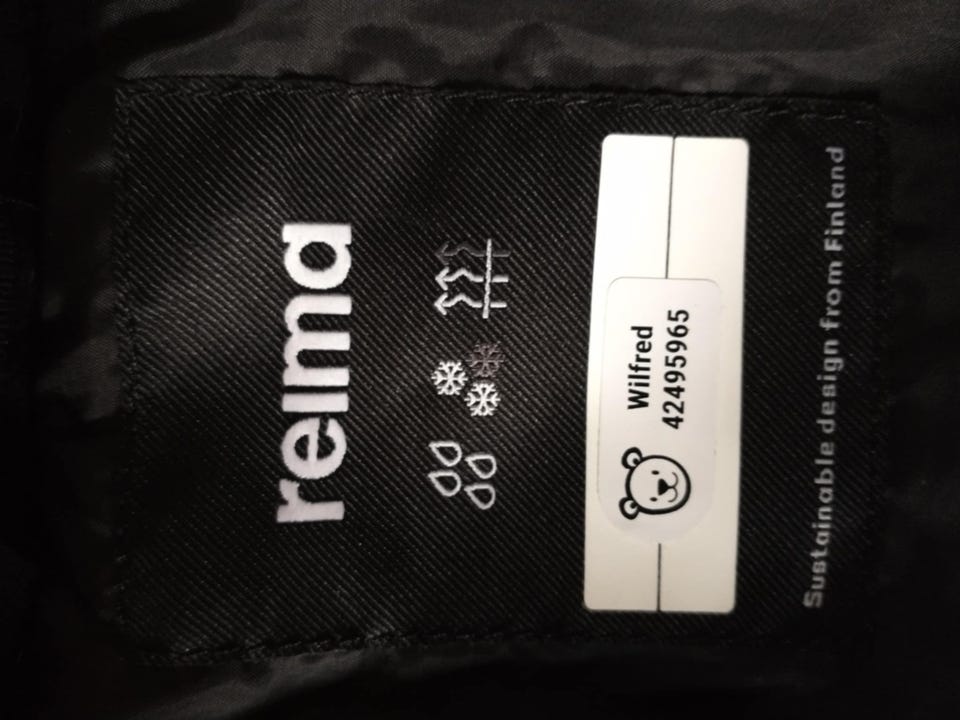 reima
Wilfred
42495965
Sustainable design from Finland